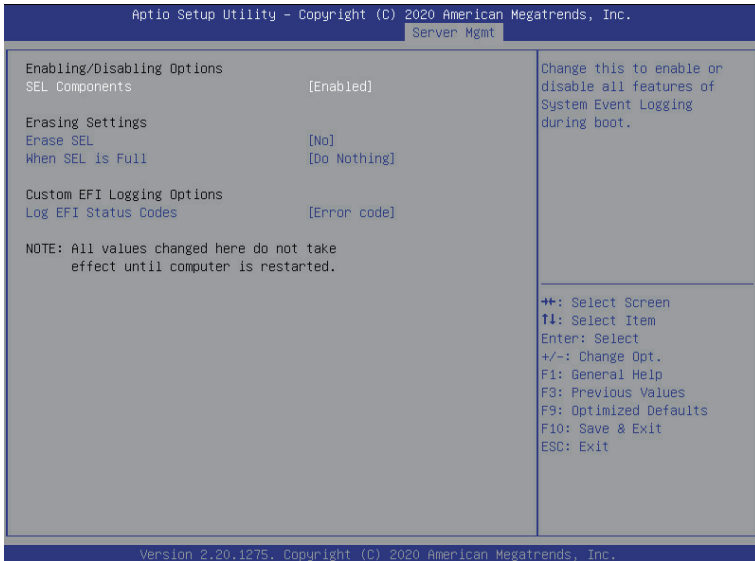 Aptio Setup Utility – Copyright (C) 2020 American Megatrends, Inc.
Server Mgmt
Enabling/Disabling Options
SEL Components [Enabled]
Erasing Settings
Erase SEL [No]
When SEL is Full [Do Nothing]
Custom EFI Logging Options
Log EFI Status Codes [Error code]
NOTE: All values changed here do not take
effect until computer is restarted.
Change this to enable or
disable all features of
System Event Logging
during boot.
→←: Select Screen
↑↓: Select Item
Enter: Select
+/-: Change Opt.
F1: General Help
F3: Previous Values
F9: Optimized Defaults
F10: Save & Exit
ESC: Exit
Version 2.20.1275. Copyright (C) 2020 American Megatrends, Inc.